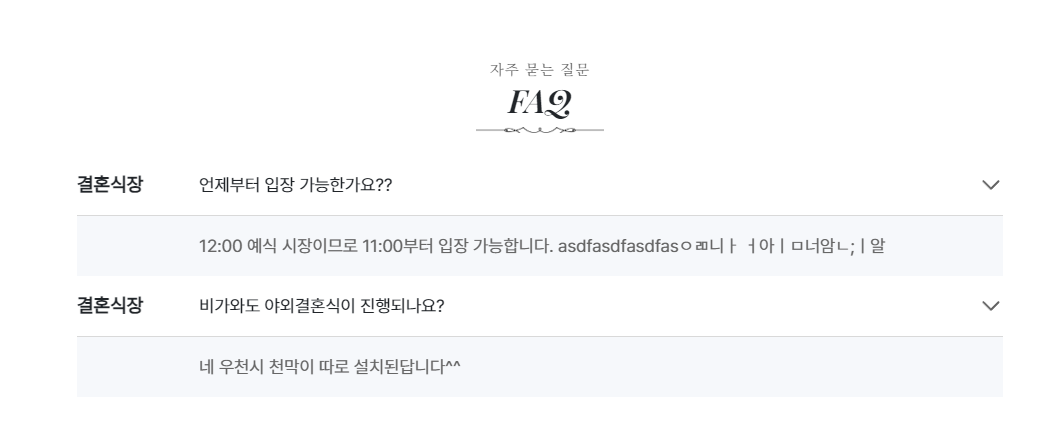 자주 묻는 질문
FAQ
결혼식장 언제부터 입장 가능한가요??
12:00 예식 시장이므로 11:00부터 입장 가능합니다. asdfasdfasdfasㅇㄻ니ㅏ ㅓ아ㅣㅁ너암ㄴ;ㅣ알
결혼식장 비가와도 야외결혼식이 진행되나요?
네 우천시 천막이 따로 설치된답니다^^